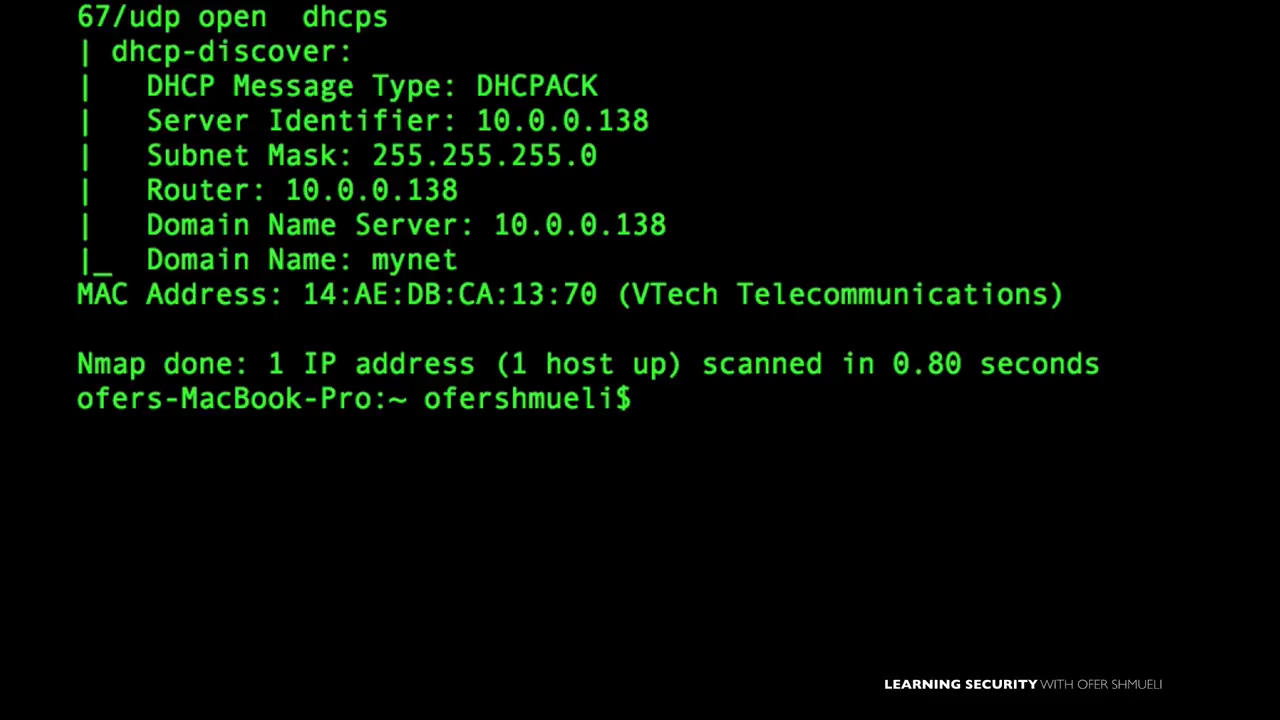 67/udp open  dhcps
| dhcp-discover:
|   DHCP Message Type: DHCPACK
|   Server Identifier: 10.0.0.138
|   Subnet Mask: 255.255.255.0
|   Router: 10.0.0.138
|   Domain Name Server: 10.0.0.138
|_  Domain Name: mynet
MAC Address: 14:AE:DB:CA:13:70 (VTech Telecommunications)
Nmap done: 1 IP address (1 host up) scanned in 0.80 seconds
ofers-MacBook-Pro:~ ofershmueli$
LEARNING SECURITY WITH OFER SHMUELI